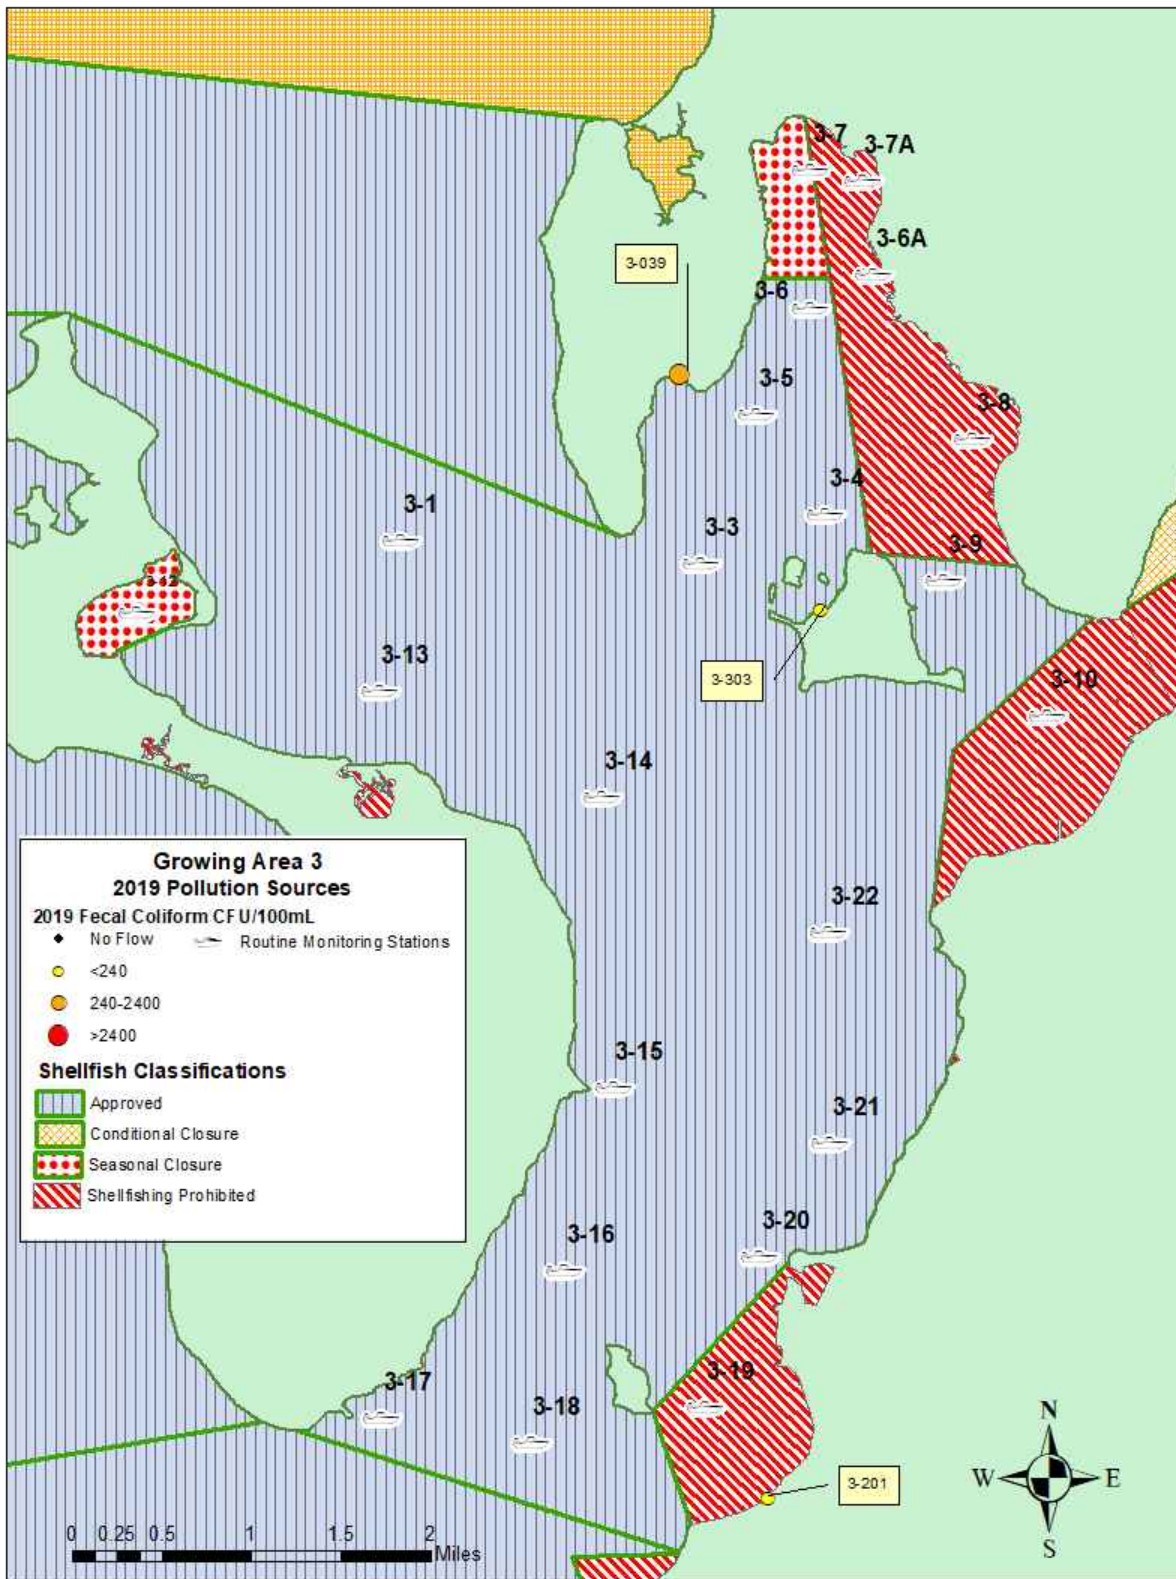 3-7
3-7A
3-6A
3-039
3-6
3-5
3-8
3-4
3-1
3-3
3-9
3-12
3-13
3-303
3-10
3-14
Growing Area 3
2019 Pollution Sources
2019 Fecal Coliform CFU/100mL
No Flow
Routine Monitoring Stations
<240
240-2400
>2400
Shellfish Classifications
Approved
Conditional Closure
Seasonal Closure
Shellfishing Prohibited
3-22
3-15
3-21
3-20
3-16
3-19
3-17
3-18
3-201
N
W E
S
0 0.25 0.5 1 1.5 2
Miles